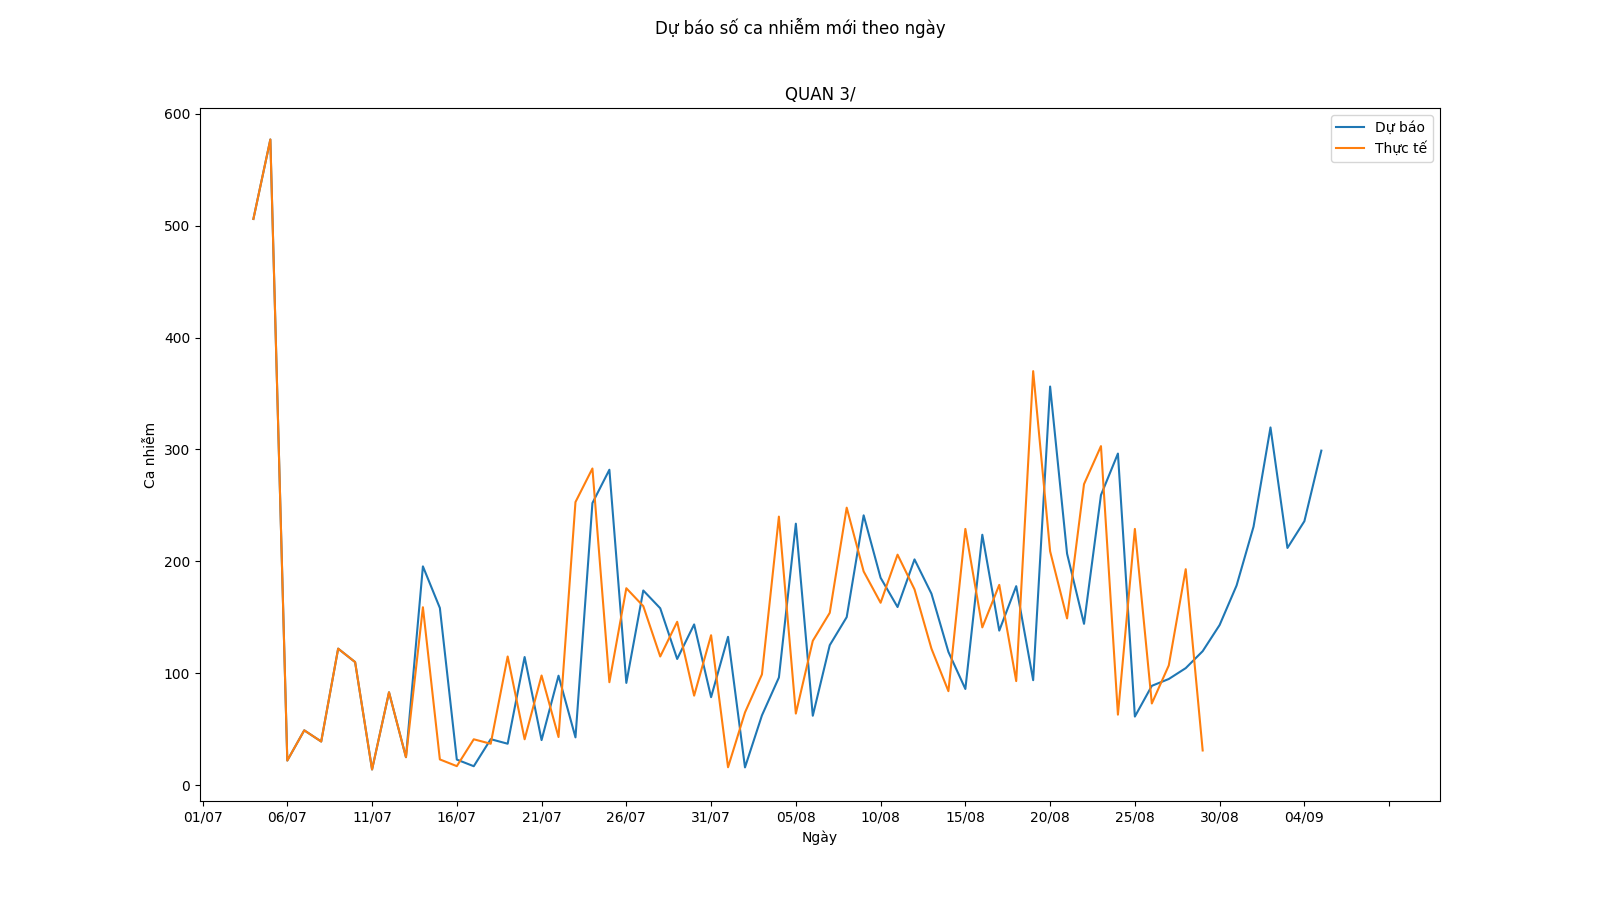 Dự báo số ca nhiễm mới theo ngày
QUAN 3/
Dự báo
Thực tế
600
500
400
300
200
100
0
Ca nhiễm
01/07 06/07 11/07 16/07 21/07 26/07 31/07 05/08 10/08 15/08 20/08 25/08 30/08 04/09
Ngày